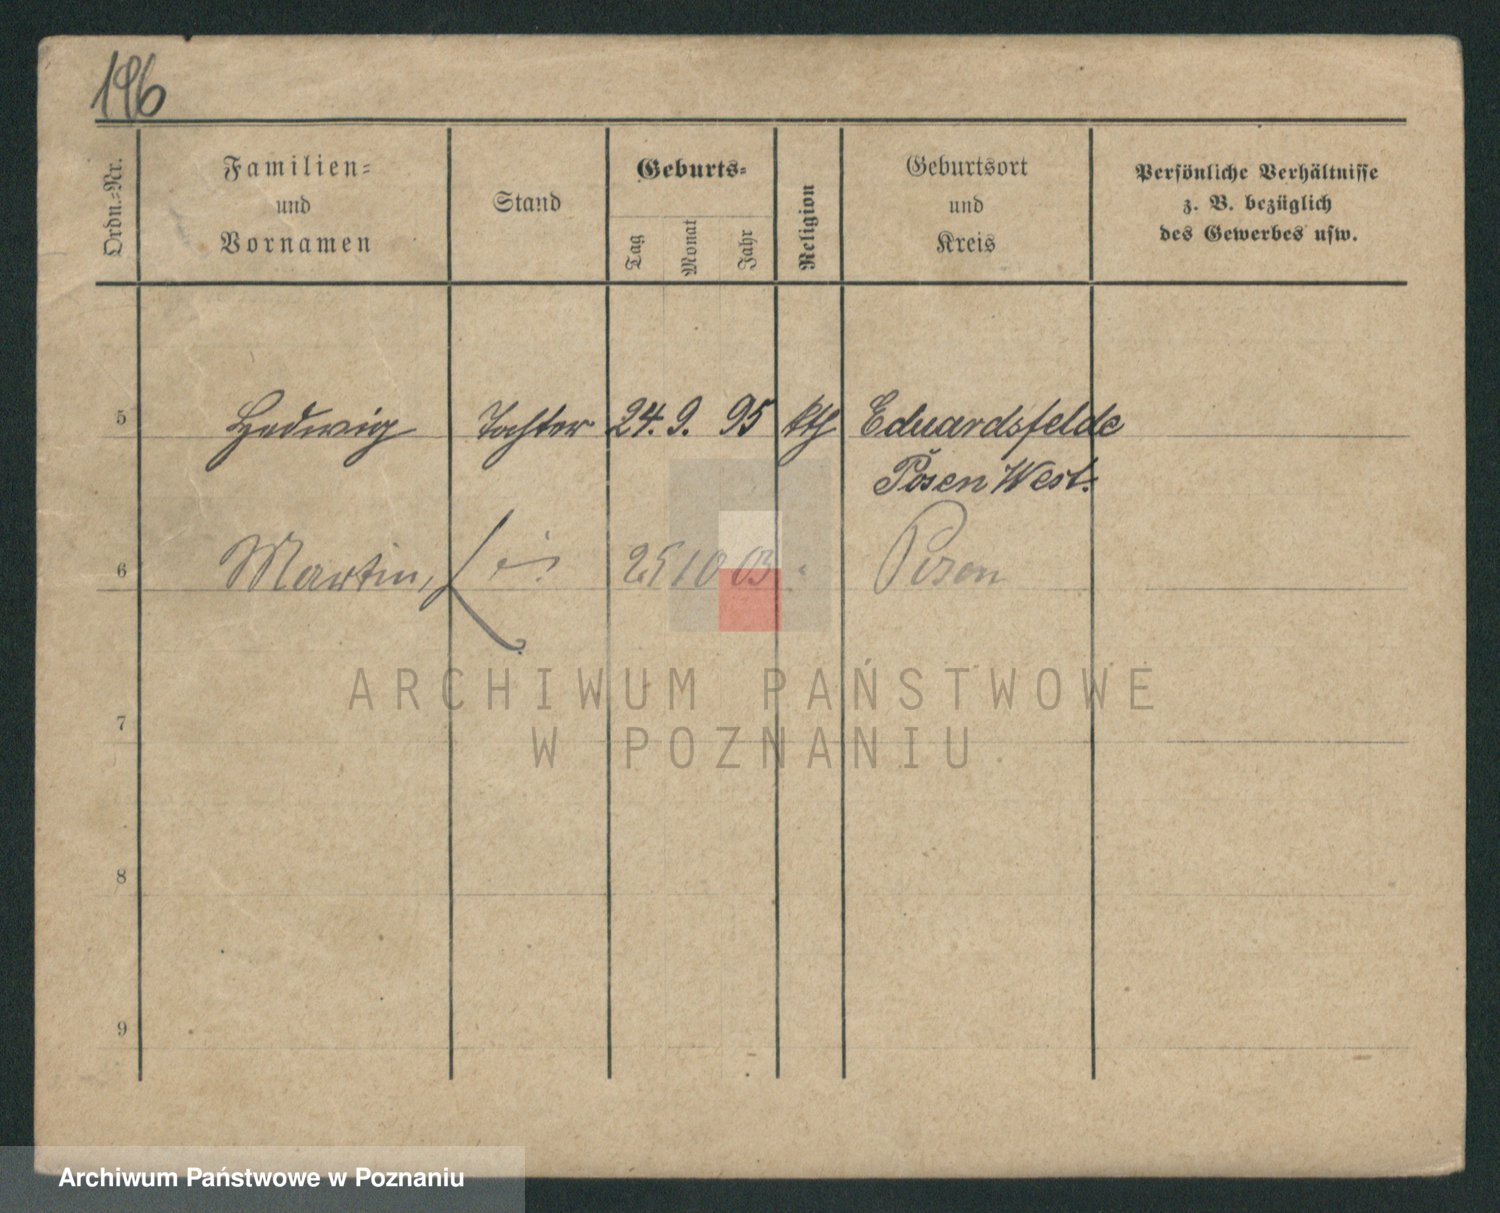 196
Ordn.-Nr.
Familien-
und
Vornamen
Stand
Geburts-
Tag
Monat
Jahr
Religion
Geburtsort
und
Kreis
Persönliche Verhältnisse
z. B. bezüglich
des Gewerbes usw.
5 Hedwig Tochter 24. 9. 95 kth Eduardsfelde
Posen West.
6 Martin, 25 10 03 Posen
ARCHIWUM PAŃSTWOWE
7
W POZNANIU
8
9
Archiwum Państwowe w Poznaniu